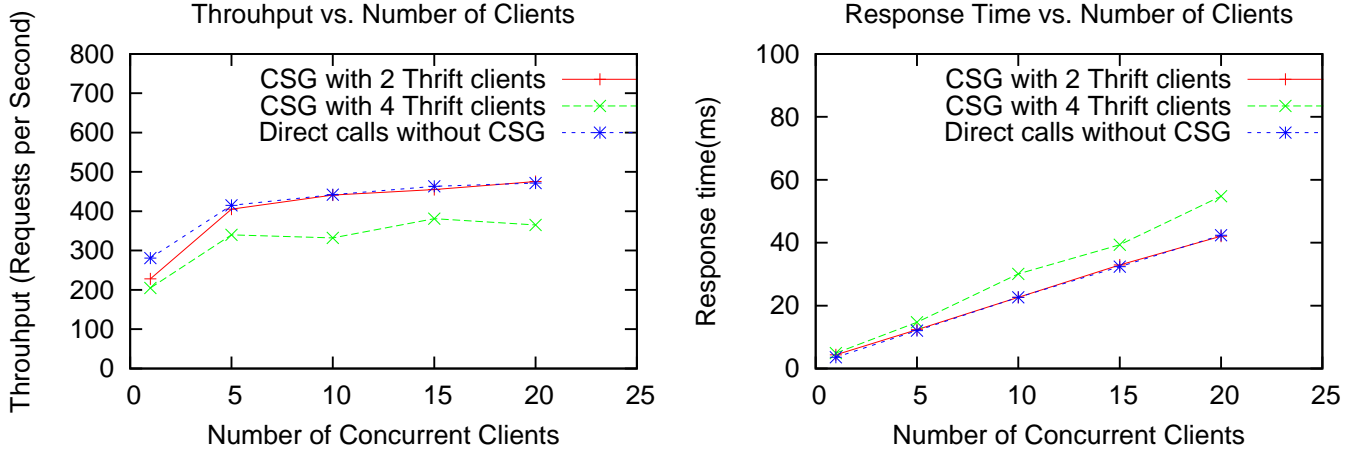 Throuhput vs. Number of Clients
Throuhput (Requests per Second)
800
700
600
500
400
300
200
100
0
CSG with 2 Thrift clients
CSG with 4 Thrift clients
Direct calls without CSG
0 5 10 15 20 25
Number of Concurrent Clients
Response Time vs. Number of Clients
Response time(ms)
100
80
60
40
20
0
CSG with 2 Thrift clients
CSG with 4 Thrift clients
Direct calls without CSG
0 5 10 15 20 25
Number of Concurrent Clients